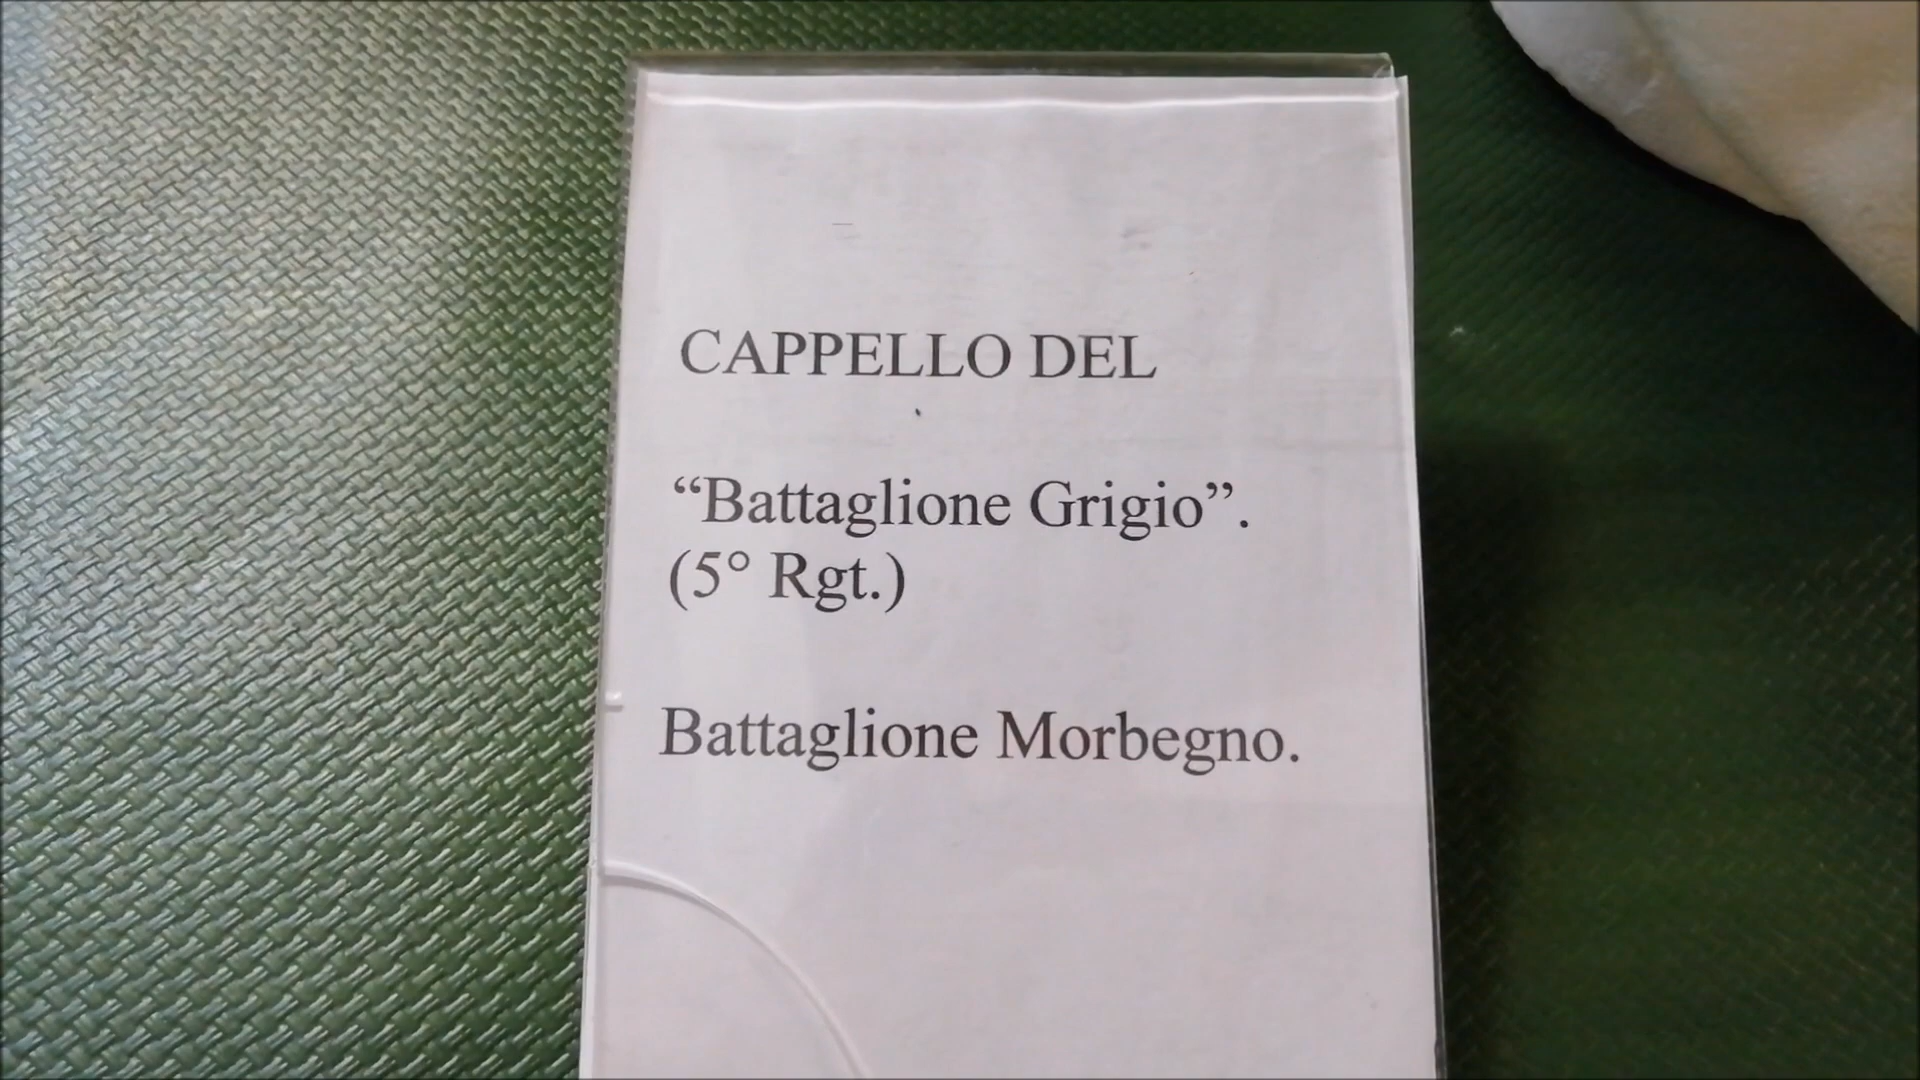 CAPPELLO DEL
“Battaglione Grigio”.
(5° Rgt.)
Battaglione Morbegno.